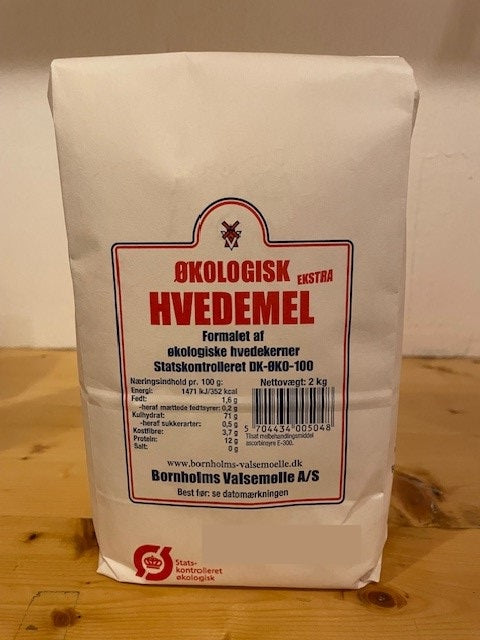 ØKOLOGISK EKSTRA
HVEDEMEL
Formalet af
økologiske hvedekerner
Statskontrolleret DK-ØKO-100
Næringsindhold pr. 100 g:
Energi: 1471 kJ/352 kcal
Fedt: 1,6 g
-heraf mættede fedtsyrer: 0,2 g
Kulhydrat: 71 g
-heraf sukkerarter: 0,5 g
Kostfibre: 3,7 g
Protein: 12 g
Salt: 0 g
Nettovægt: 2 kg
5 704434 005048
Tilsat melbehandlingsmiddel
ascorbinsyre E-300.
www.bornholms-valsemoelle.dk
Bornholms Valsemølle A/S
Best før: se datomærkningen
Ø
Stats-
kontrolleret
økologisk